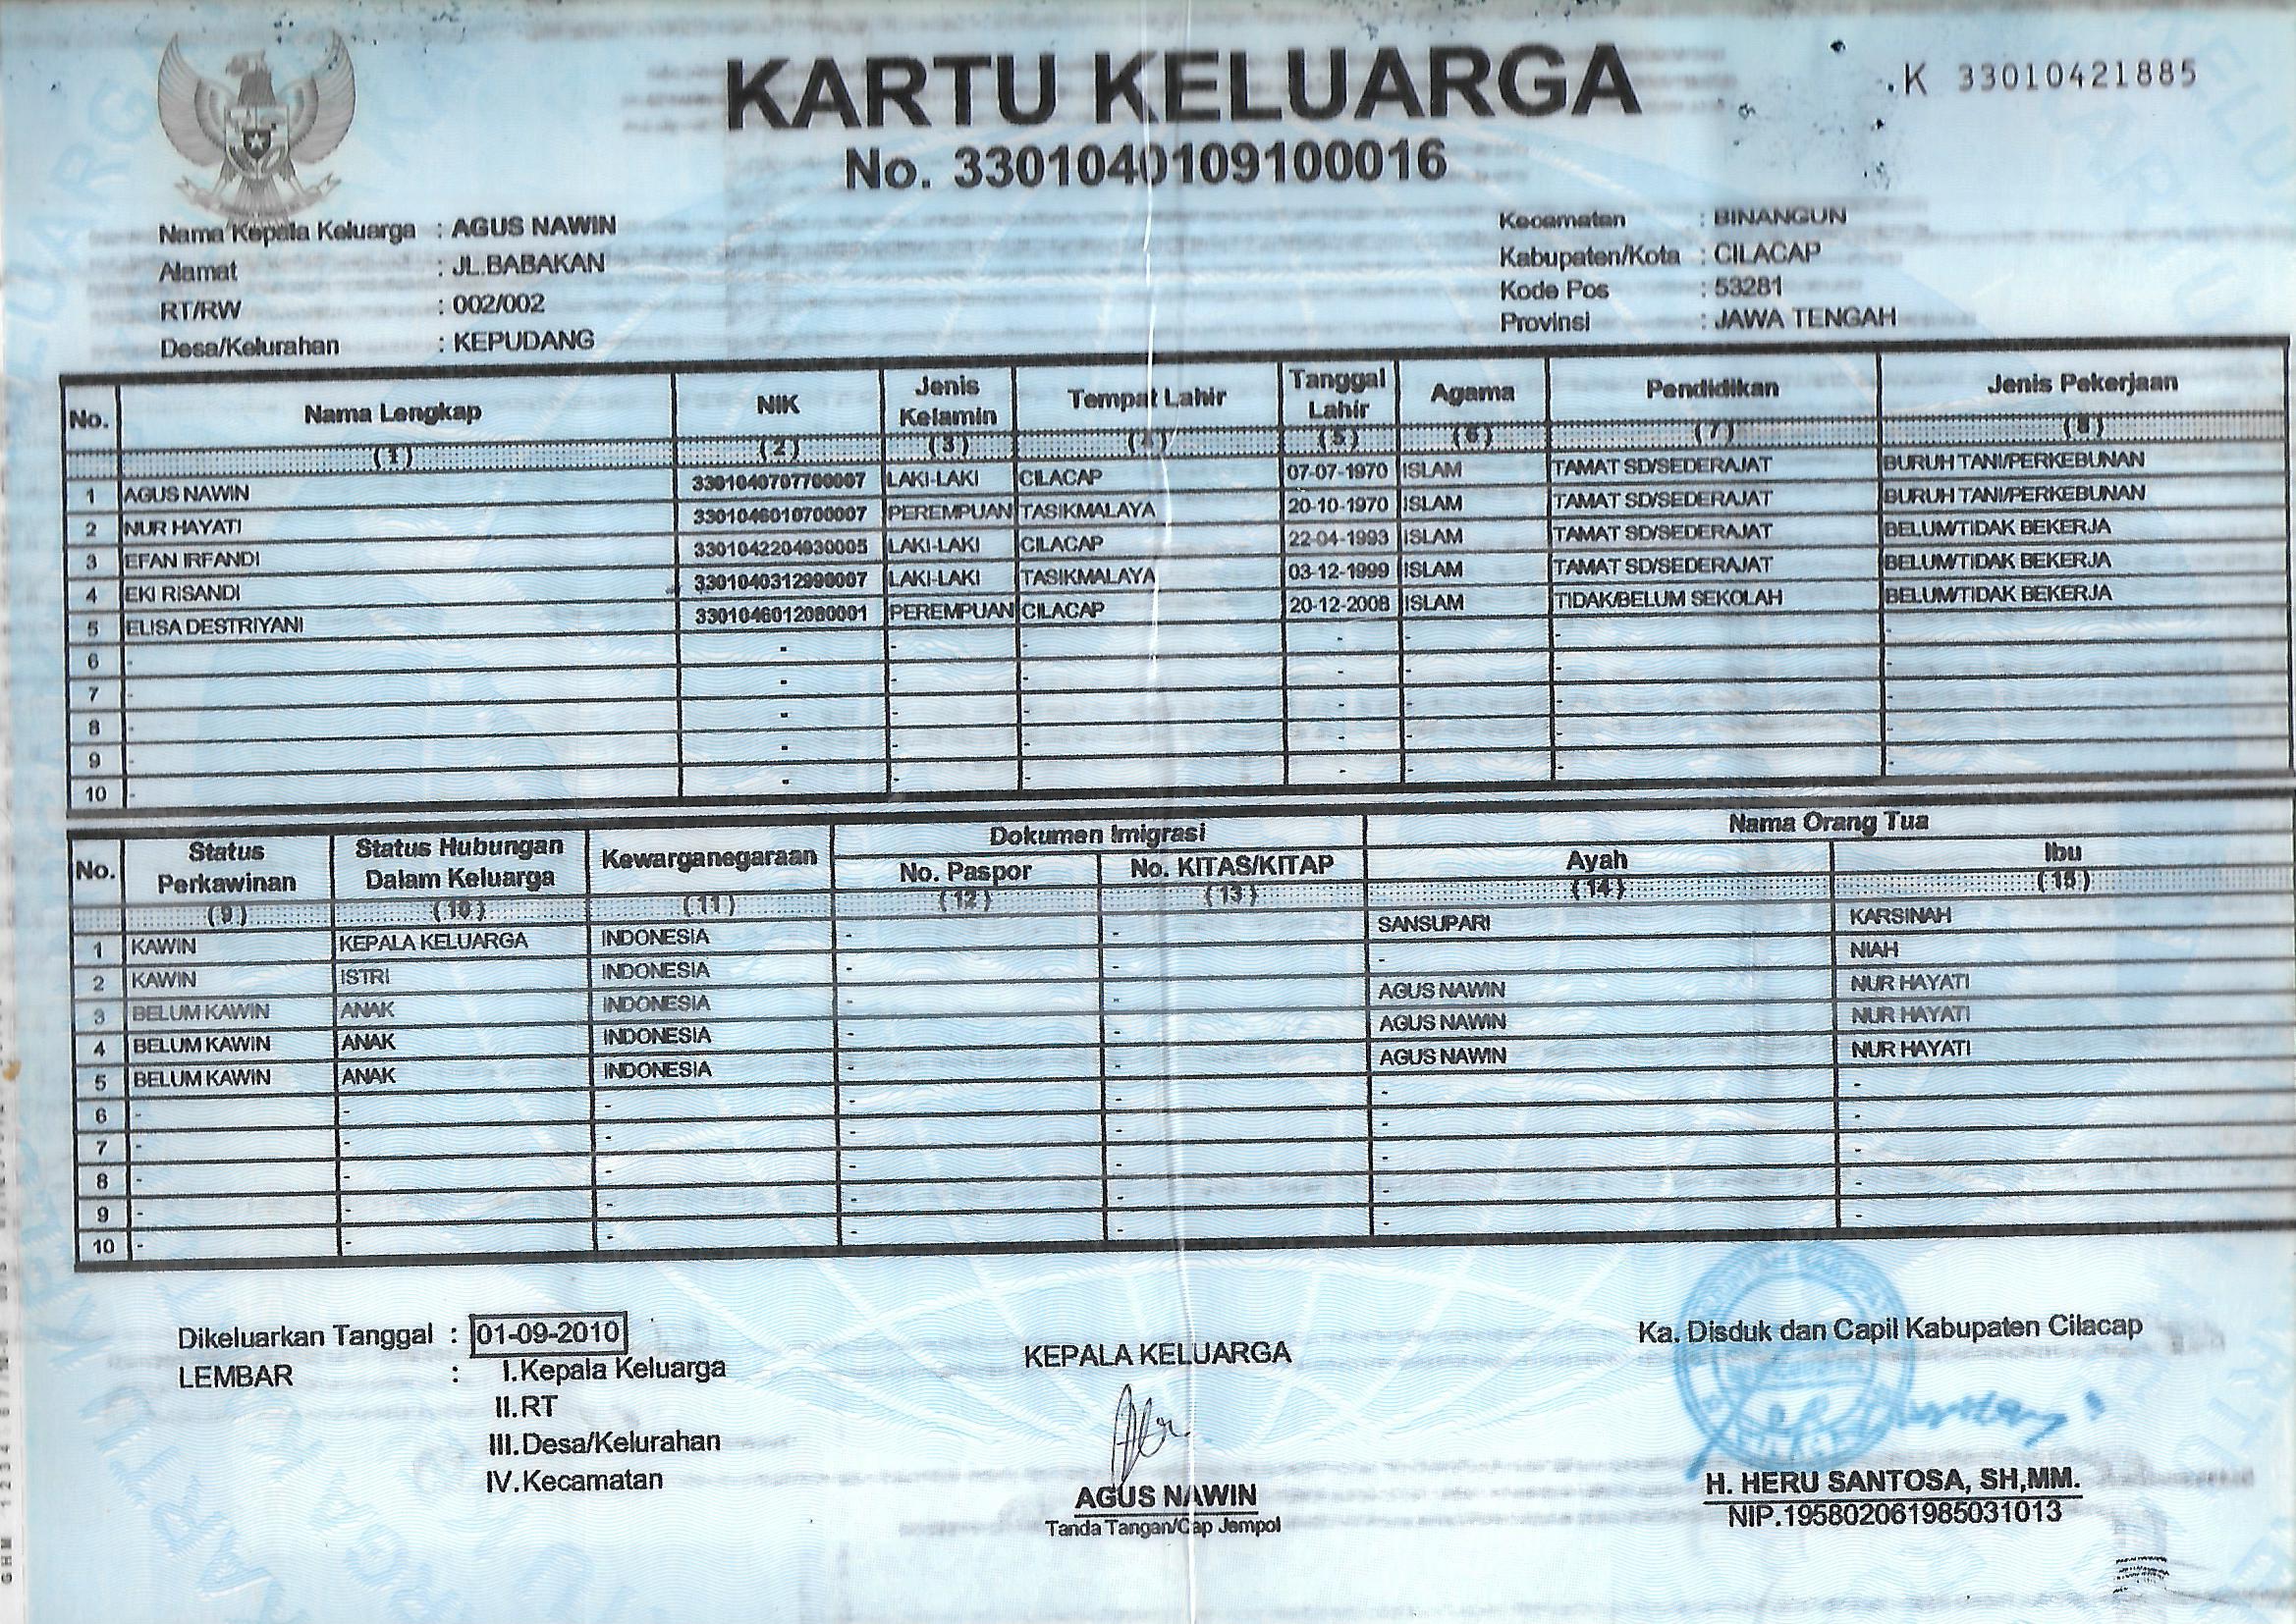 KARTU KELUARGA
No. 3301040109100016
K 33010421885
Nama Kepala Keluarga : AGUS NAWIN
Alamat : JL.BABAKAN
RT/RW : 002/002
Desa/Kelurahan : KEPUDANG
Kecamatan : BINANGUN
Kabupaten/Kota : CILACAP
Kode Pos : 53281
Provinsi : JAWA TENGAH
No. Nama Lengkap NIK Jenis Kelamin Tempat Lahir Tanggal Lahir Agama Pendidikan Jenis Pekerjaan
(1) (2) (3) (4) (5) (6) (7) (8)
1 AGUS NAWIN 3301040707700007 LAKI-LAKI CILACAP 07-07-1970 ISLAM TAMAT SD/SEDERAJAT BURUH TANI/PERKEBUNAN
2 NUR HAYATI 3301046010700007 PEREMPUAN TASIKMALAYA 20-10-1970 ISLAM TAMAT SD/SEDERAJAT BURUH TANI/PERKEBUNAN
3 EFAN IRFANDI 3301042204930005 LAKI-LAKI CILACAP 22-04-1993 ISLAM TAMAT SD/SEDERAJAT BELUM/TIDAK BEKERJA
4 EKI RISANDI 3301040312990007 LAKI-LAKI TASIKMALAYA 03-12-1999 ISLAM TAMAT SD/SEDERAJAT BELUM/TIDAK BEKERJA
5 ELISA DESTRIYANI 3301046012080001 PEREMPUAN CILACAP 20-12-2008 ISLAM TIDAK/BELUM SEKOLAH BELUM/TIDAK BEKERJA
6 - - - - - - - -
7 - - - - - - - -
8 - - - - - - - -
9 - - - - - - - -
10 - - - - - - - -
No. Status Perkawinan Status Hubungan Dalam Keluarga Kewarganegaraan Dokumen Imigrasi Nama Orang Tua
No. Paspor No. KITAS/KITAP Ayah Ibu
(9) (10) (11) (12) (13) (14) (15)
1 KAWIN KEPALA KELUARGA INDONESIA - - SANSUPARI KARSINAH
2 KAWIN ISTRI INDONESIA - - - NIAH
3 BELUM KAWIN ANAK INDONESIA - - AGUS NAWIN NUR HAYATI
4 BELUM KAWIN ANAK INDONESIA - - AGUS NAWIN NUR HAYATI
5 BELUM KAWIN ANAK INDONESIA - - AGUS NAWIN NUR HAYATI
6 - - - - - - -
7 - - - - - - -
8 - - - - - - -
9 - - - - - - -
10 - - - - - - -
Dikeluarkan Tanggal : 01-09-2010
LEMBAR : I.Kepala Keluarga
II.RT
III.Desa/Kelurahan
IV.Kecamatan
KEPALA KELUARGA
AGUS NAWIN
Tanda Tangan/Cap Jempol
Ka. Disduk dan Capil Kabupaten Cilacap
H. HERU SANTOSA, SH,MM.
NIP.195802061985031013